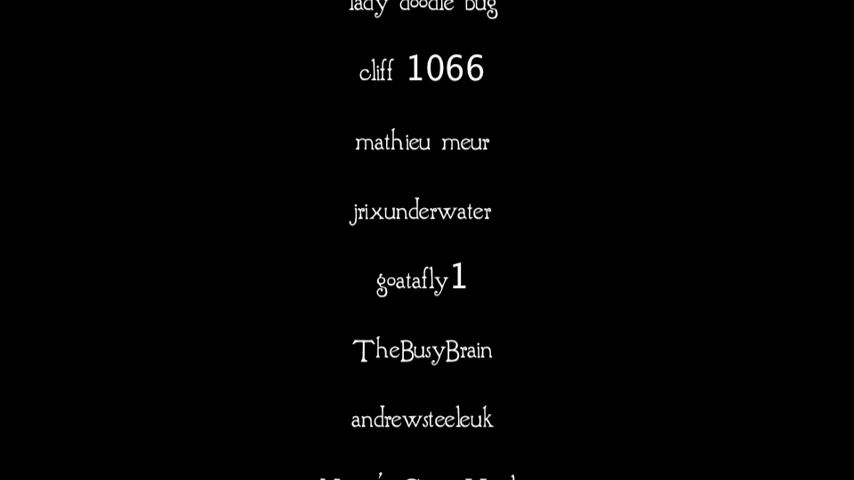 lady doodle bug
cliff 1066
mathieu meur
jrixunderwater
goatafly1
TheBusyBrain
andrewsteeleuk